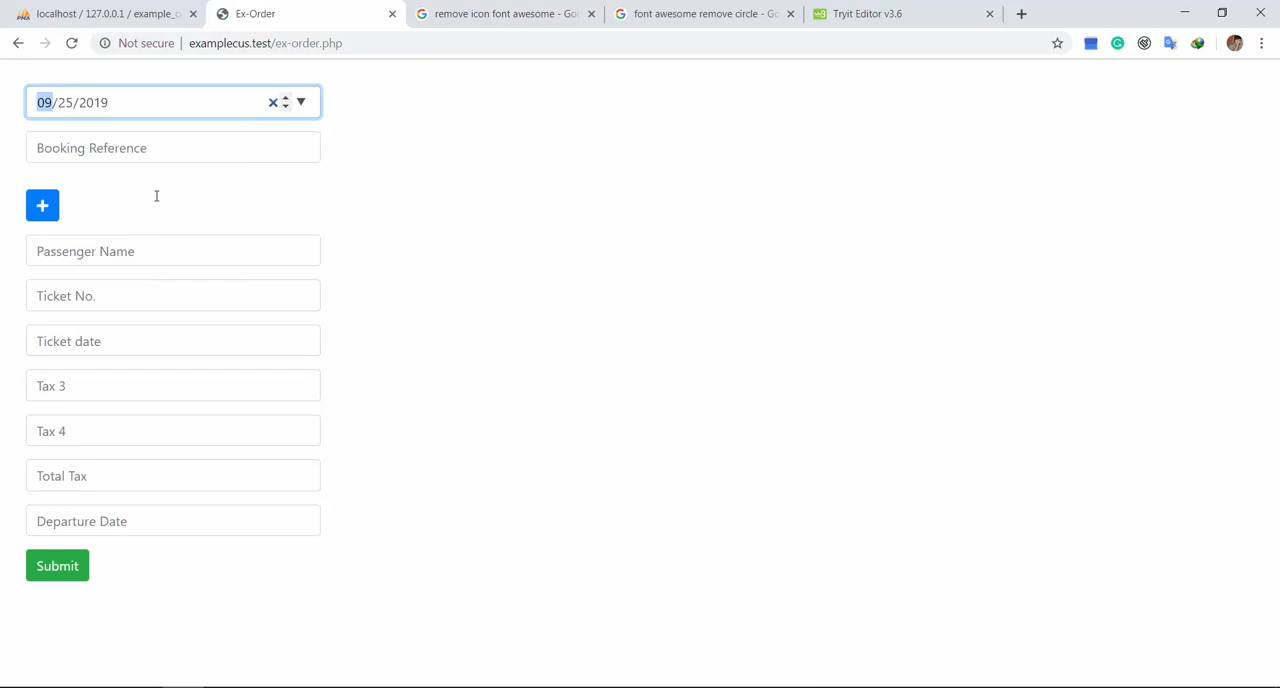 localhost / 127.0.0.1 / example_c
Ex-Order
remove icon font awesome - Goo
font awesome remove circle - Go
Tryit Editor v3.6
Not secure | examplecus.test/ex-order.php
09/25/2019
Booking Reference
+
Passenger Name
Ticket No.
Ticket date
Tax 3
Tax 4
Total Tax
Departure Date
Submit